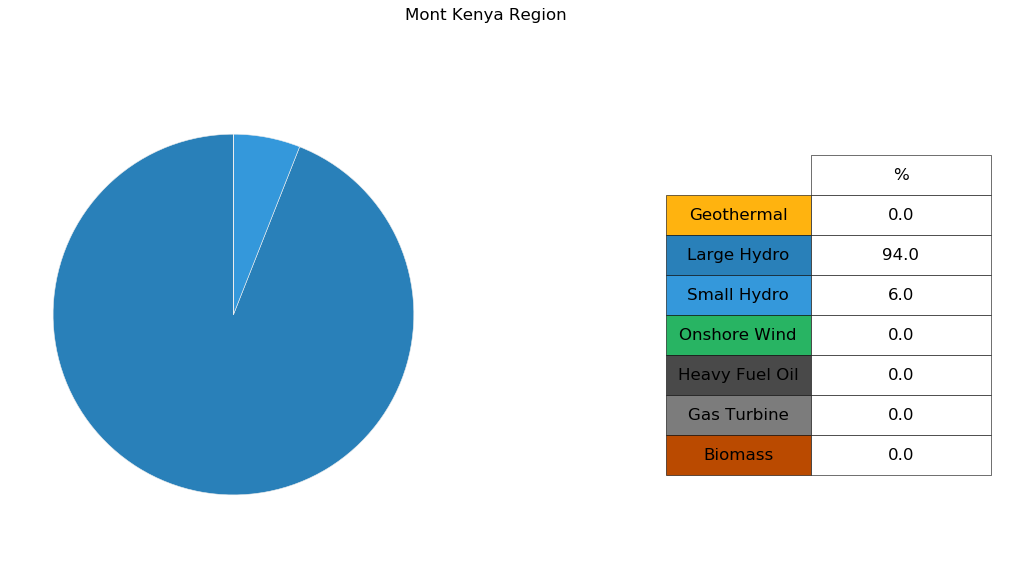 Mont Kenya Region
%
Geothermal 0.0
Large Hydro 94.0
Small Hydro 6.0
Onshore Wind 0.0
Heavy Fuel Oil 0.0
Gas Turbine 0.0
Biomass 0.0